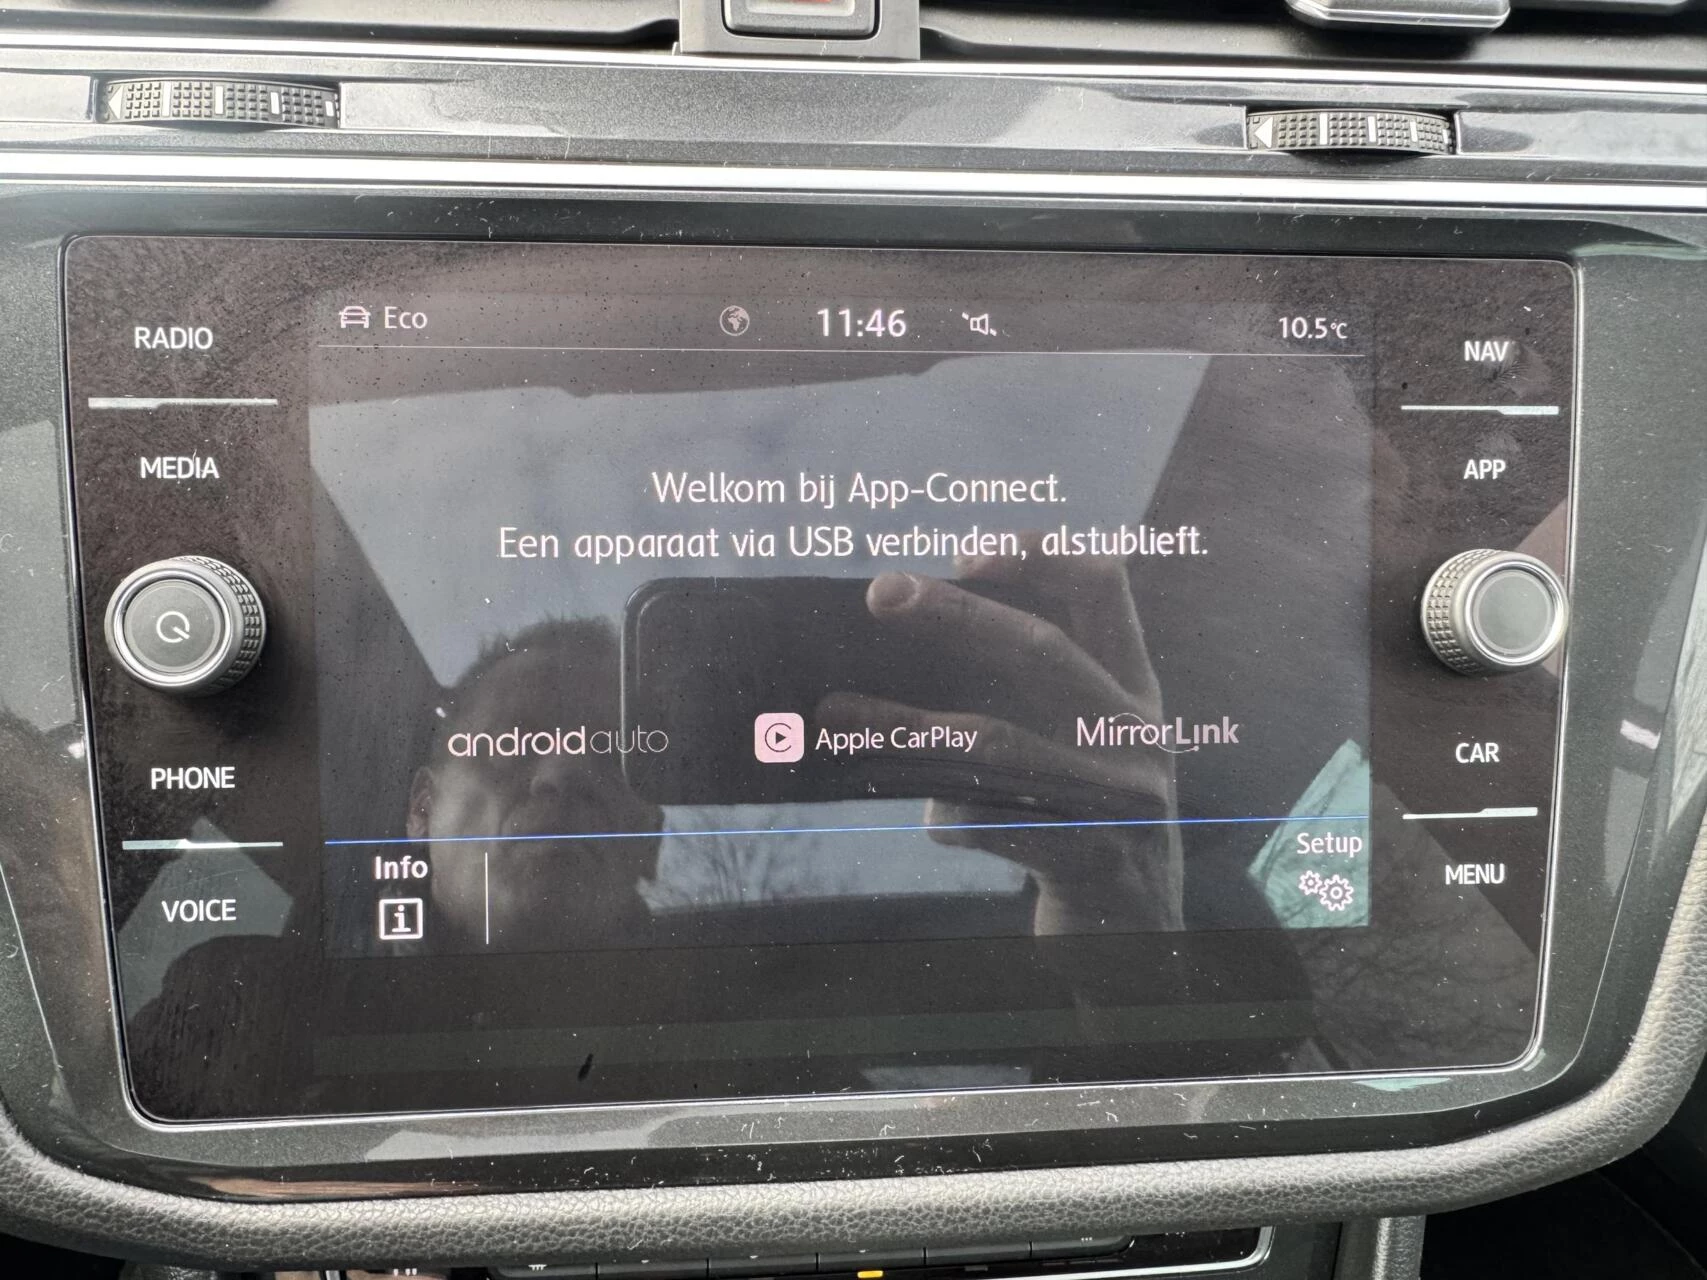 RADIO
MEDIA
PHONE
VOICE
Eco
11:46
10.5°C
Welkom bij App-Connect.
Een apparaat via USB verbinden, alstublieft.
androidauto
Apple CarPlay
MirrorLink
Info
i
Setup
NAV
APP
CAR
MENU